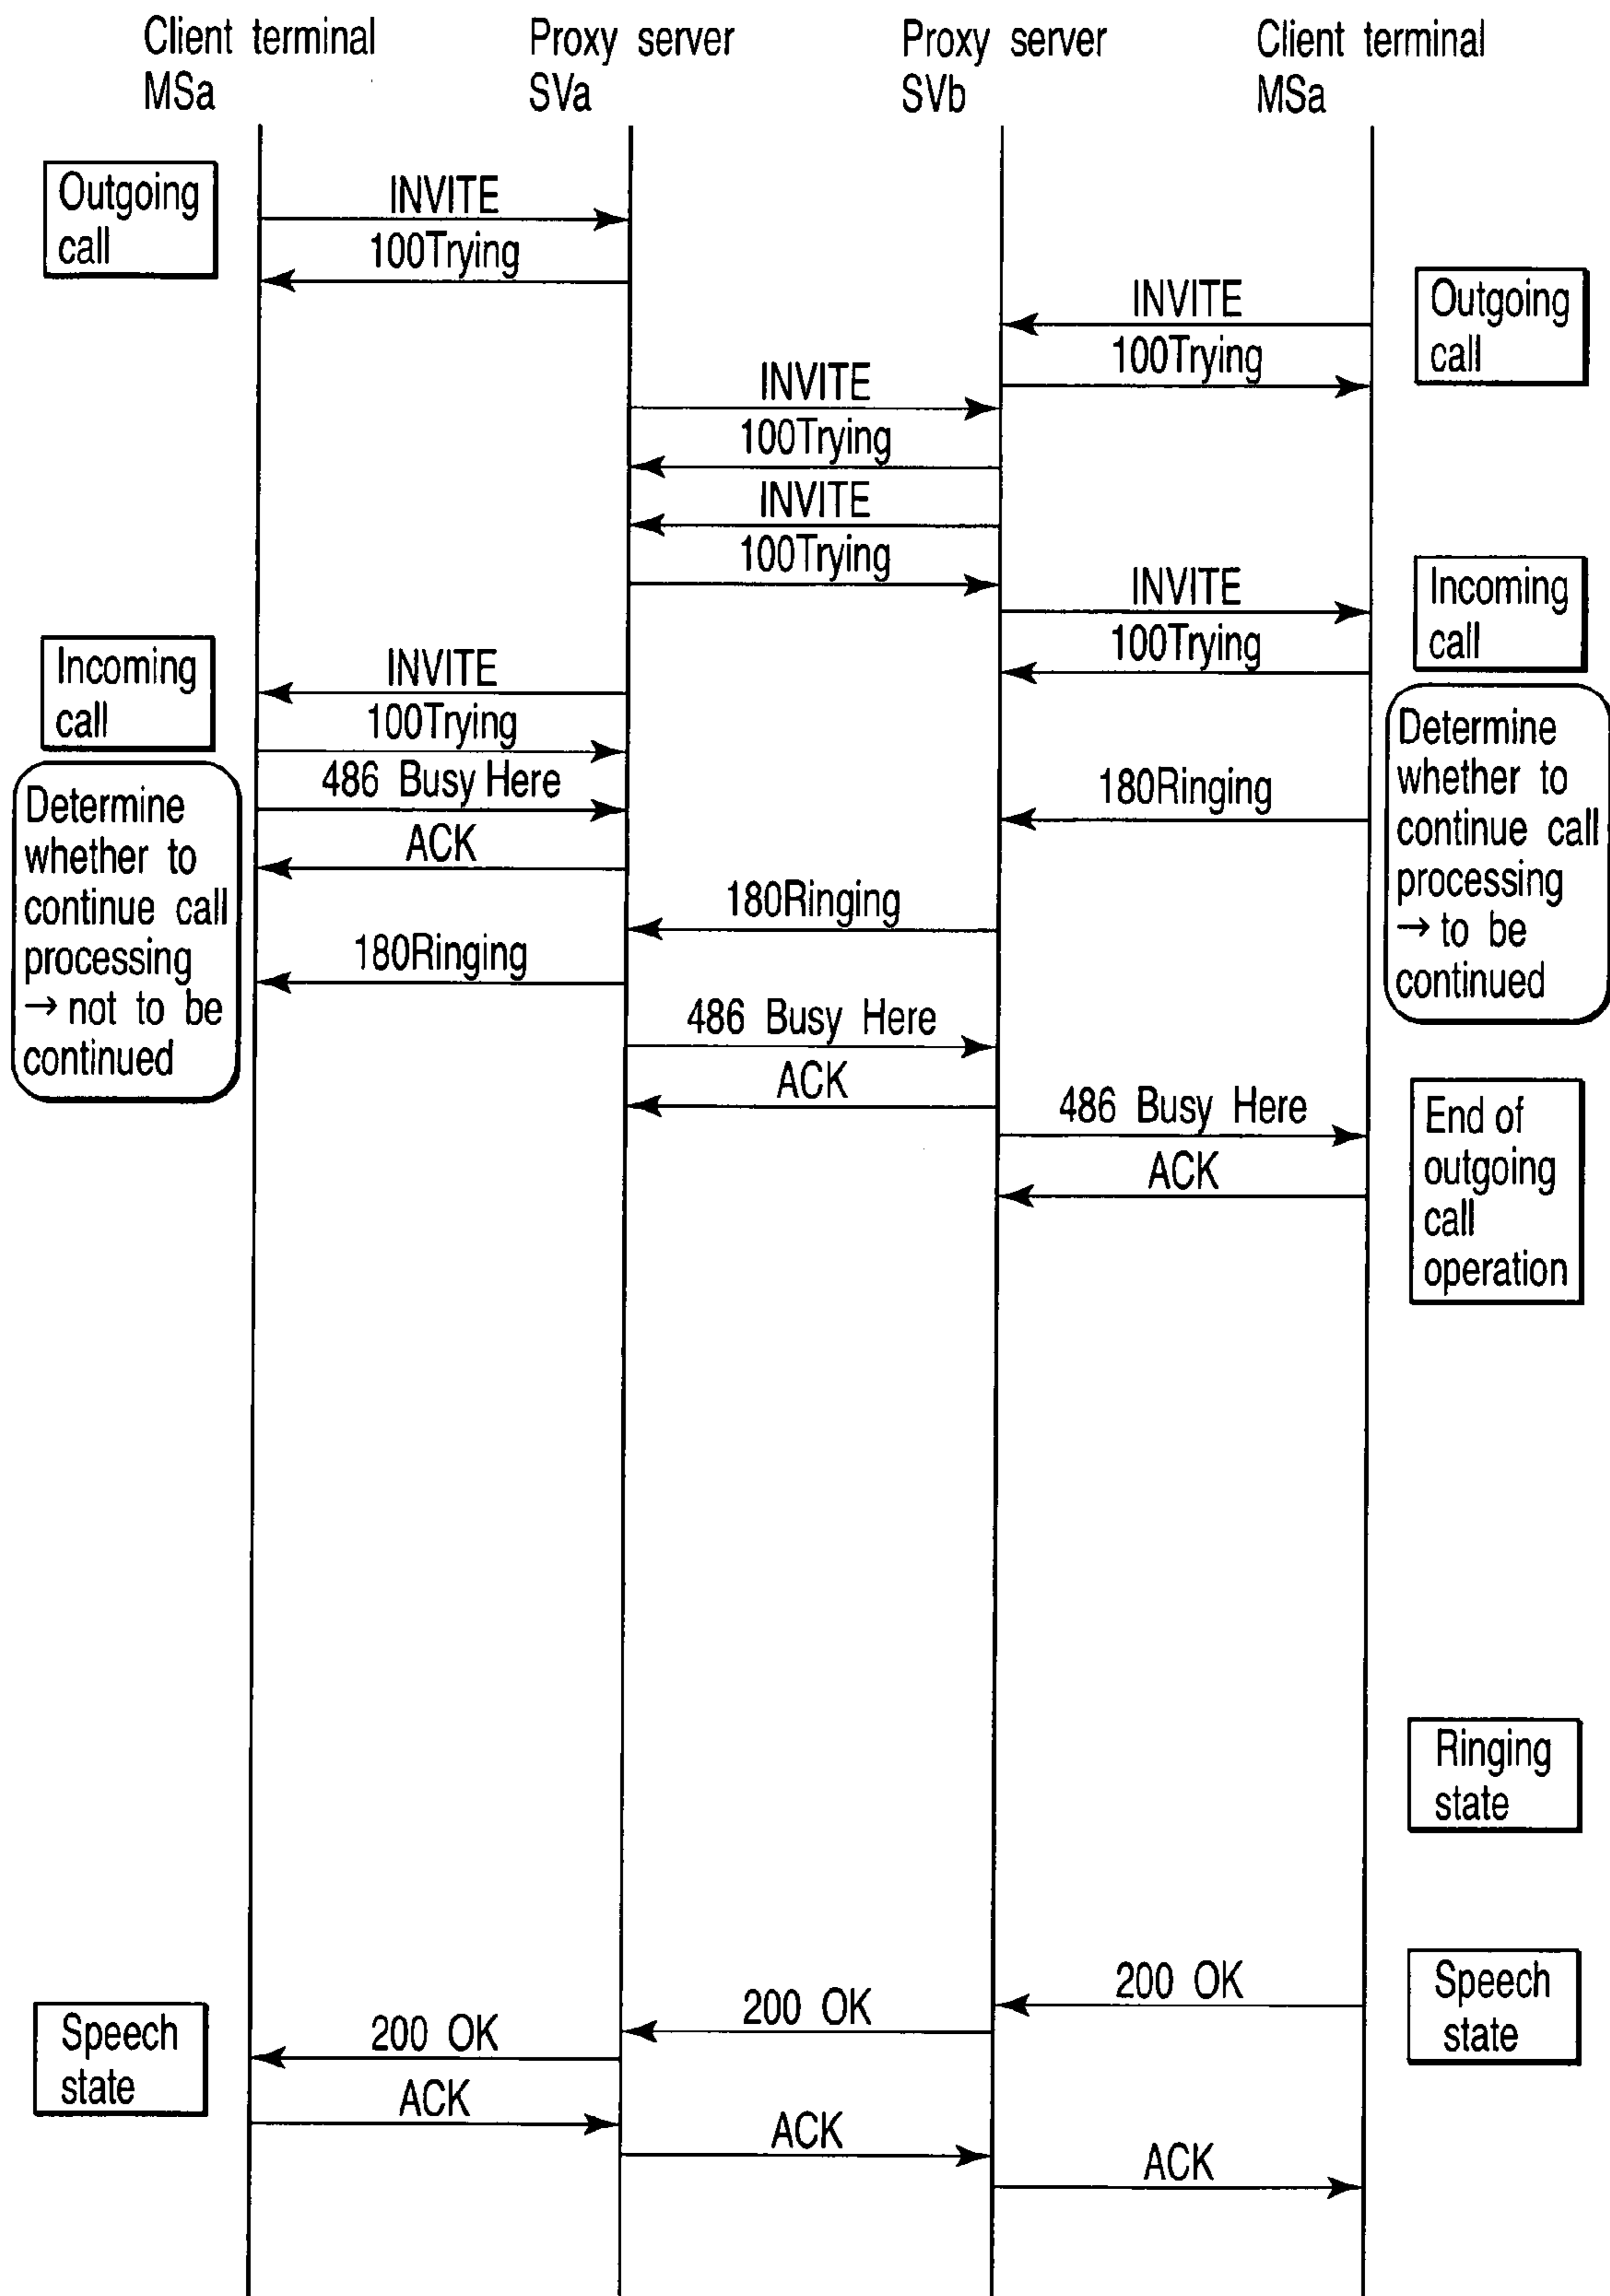 Client terminal
MSa
Proxy server
SVa
Proxy server
SVb
Client terminal
MSa
Outgoing
call
INVITE
100Trying
INVITE
100Trying
Outgoing
call
INVITE
100Trying
INVITE
100Trying
INVITE
100Trying
Incoming
call
Incoming
call
INVITE
100Trying
486 Busy Here
ACK
Determine
whether to
continue call
processing
→ not to be
continued
180Ringing
Determine
whether to
continue call
processing
→ to be
continued
180Ringing
180Ringing
486 Busy Here
ACK
486 Busy Here
ACK
End of
outgoing
call
operation
Ringing
state
200 OK
Speech
state
200 OK
200 OK
Speech
state
ACK
ACK
ACK